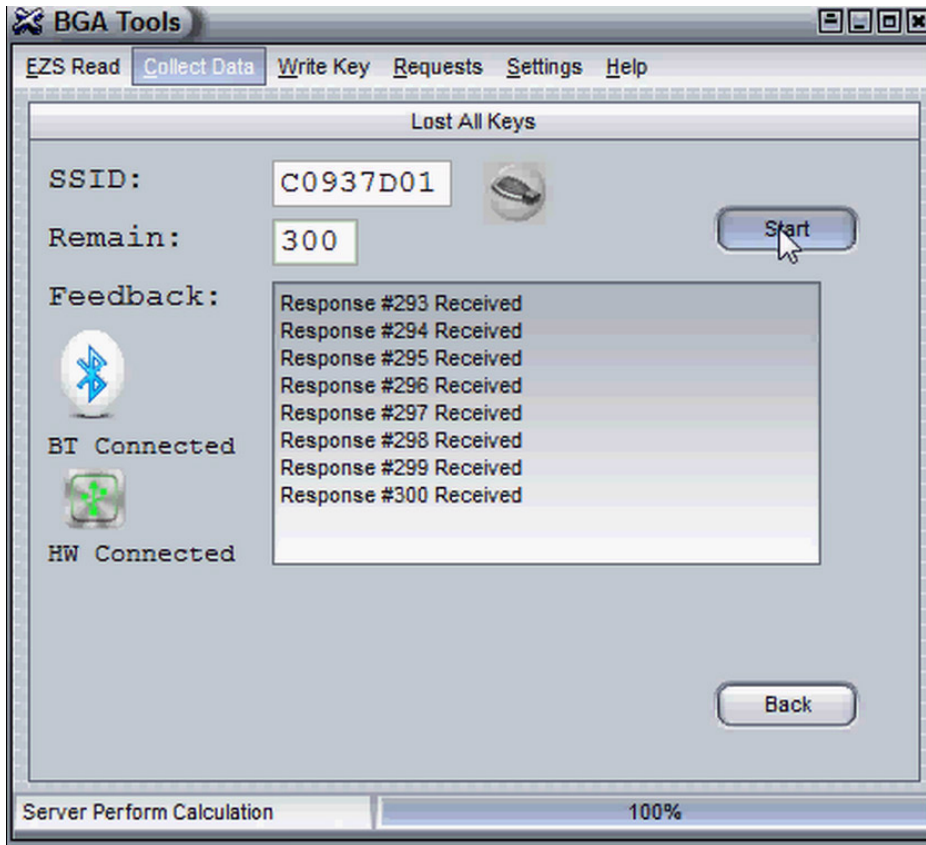 BGA Tools
EZS Read Collect Data Write Key Requests Settings Help
Lost All Keys
SSID: C0937D01
Start
Remain: 300
Feedback:
Response #293 Received
Response #294 Received
Response #295 Received
Response #296 Received
Response #297 Received
Response #298 Received
Response #299 Received
Response #300 Received
BT Connected
HW Connected
Back
Server Perform Calculation 100%